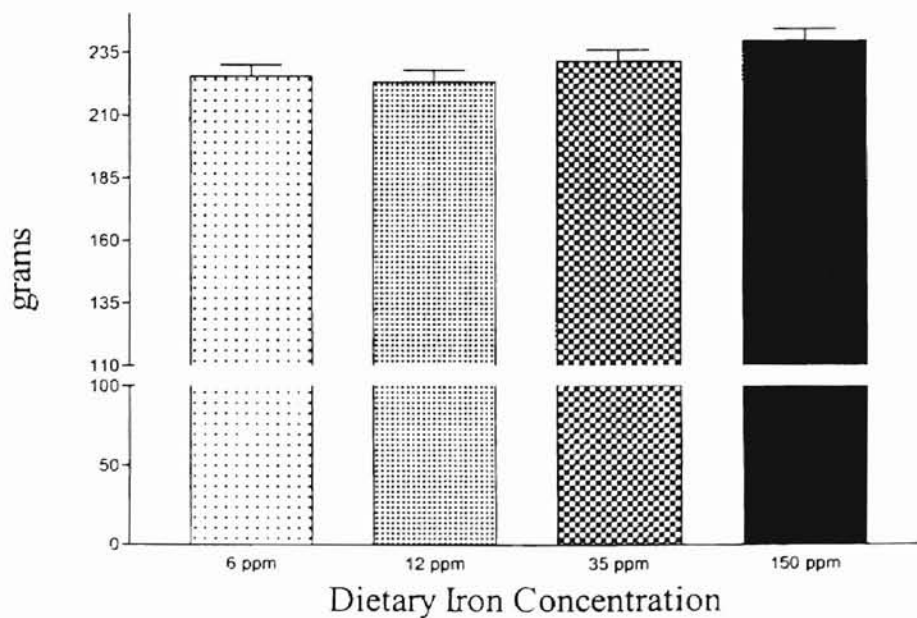 grams
235
210
185
160
135
110
100
50
0
6 ppm
12 ppm
35 ppm
150 ppm
Dietary Iron Concentration